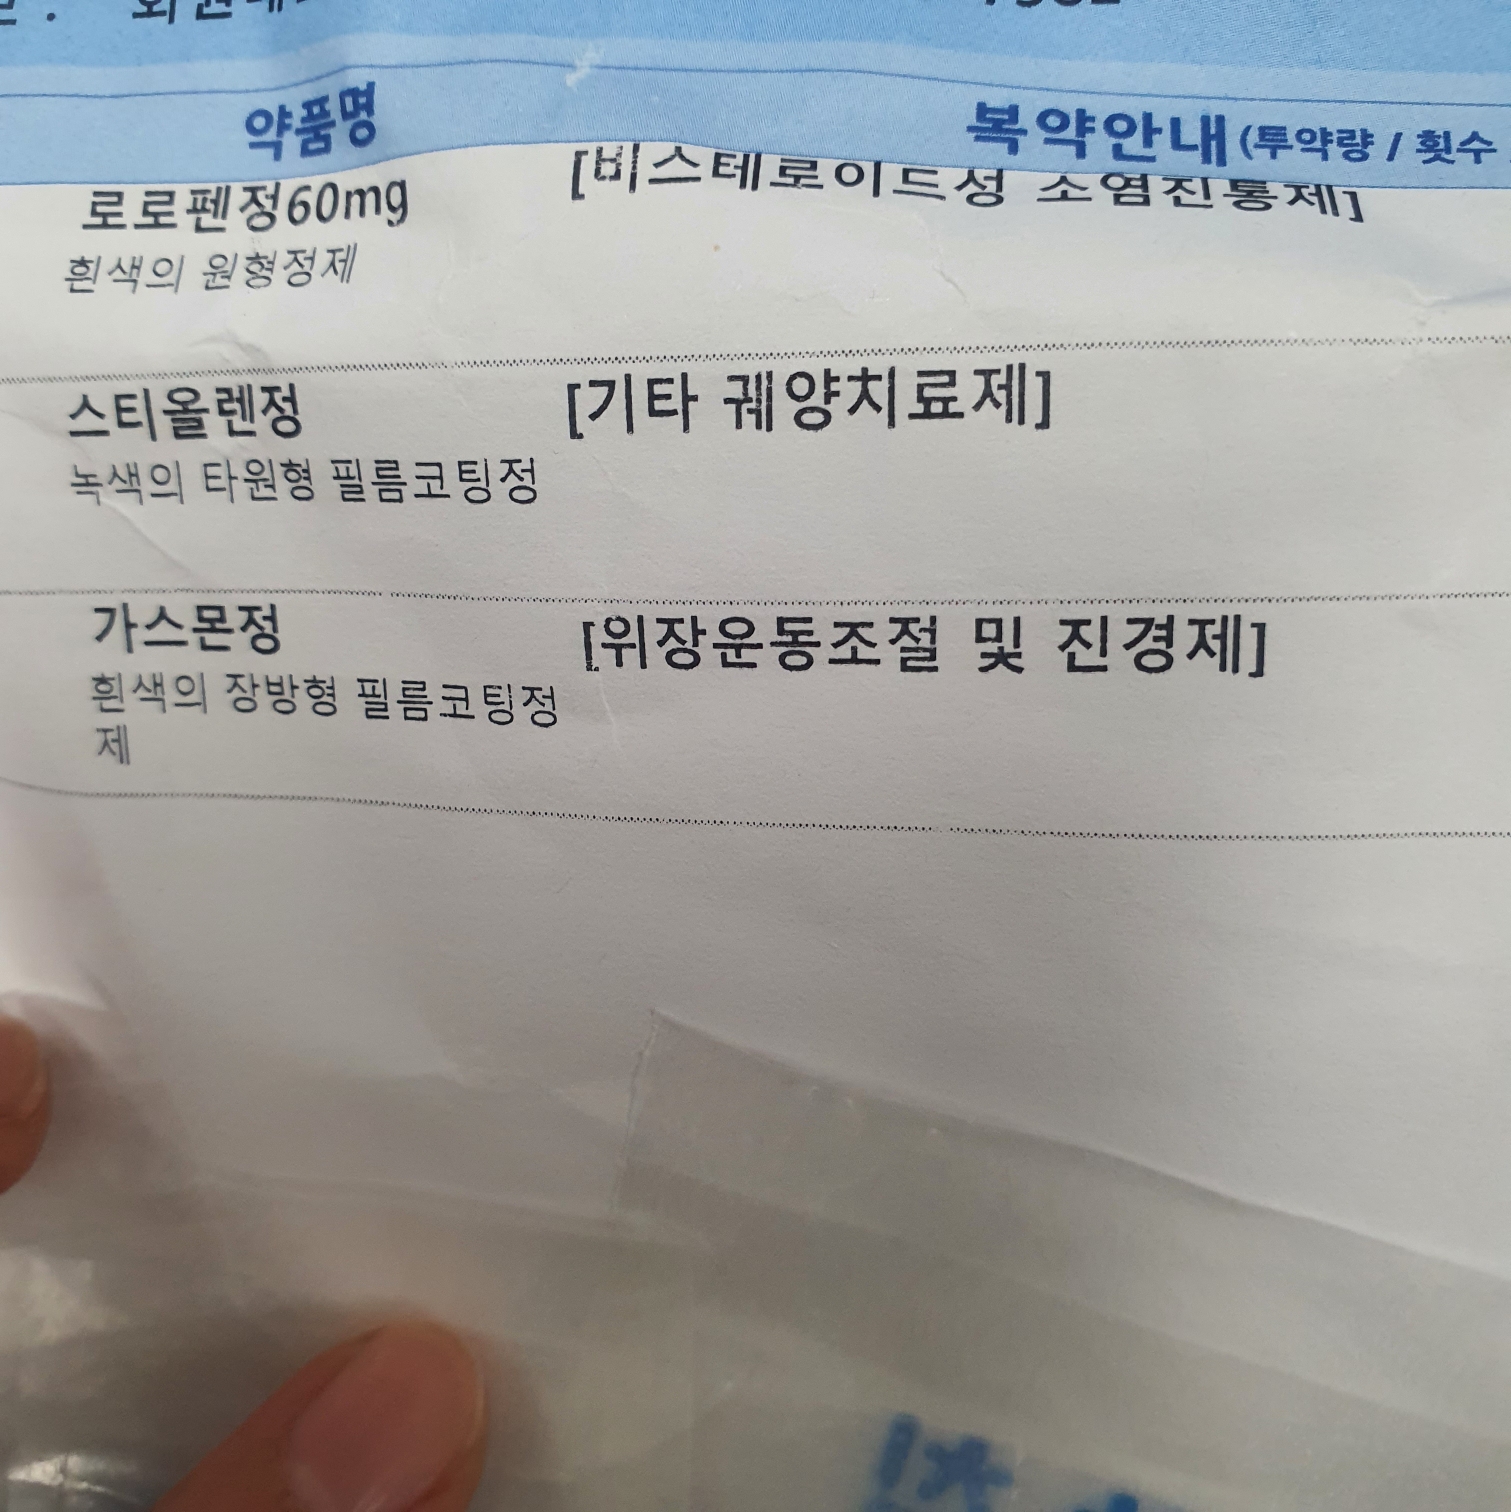 약품명 복약안내(투약량 / 횟수
로로펜정60mg [비스테로이드성 소염진통제]
흰색의 원형정제
스티올렌정 [기타 궤양치료제]
녹색의 타원형 필름코팅정
가스몬정 [위장운동조절 및 진경제]
흰색의 장방형 필름코팅정
제